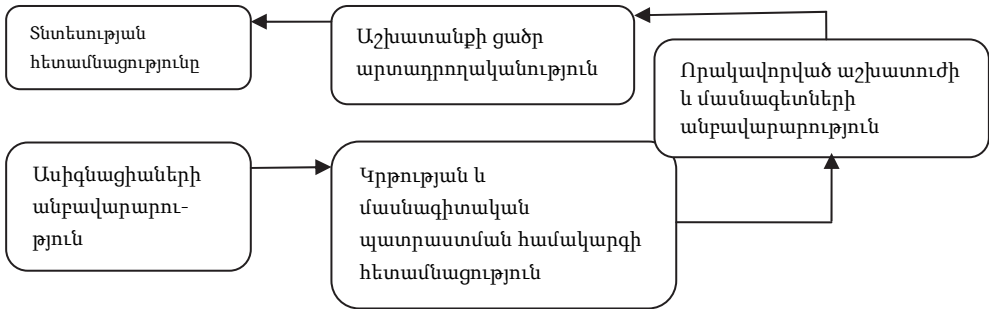 Տնտեսության
հետամնացությունը
Աշխատանքի ցածր
արտադրողականություն
Որակավորված աշխատուժի
և մասնագետների
անբավարարություն
Ասիգնացիաների
անբավարարու-
թյուն
Կրթության և
մասնագիտական
պատրաստման համակարգի
հետամնացություն